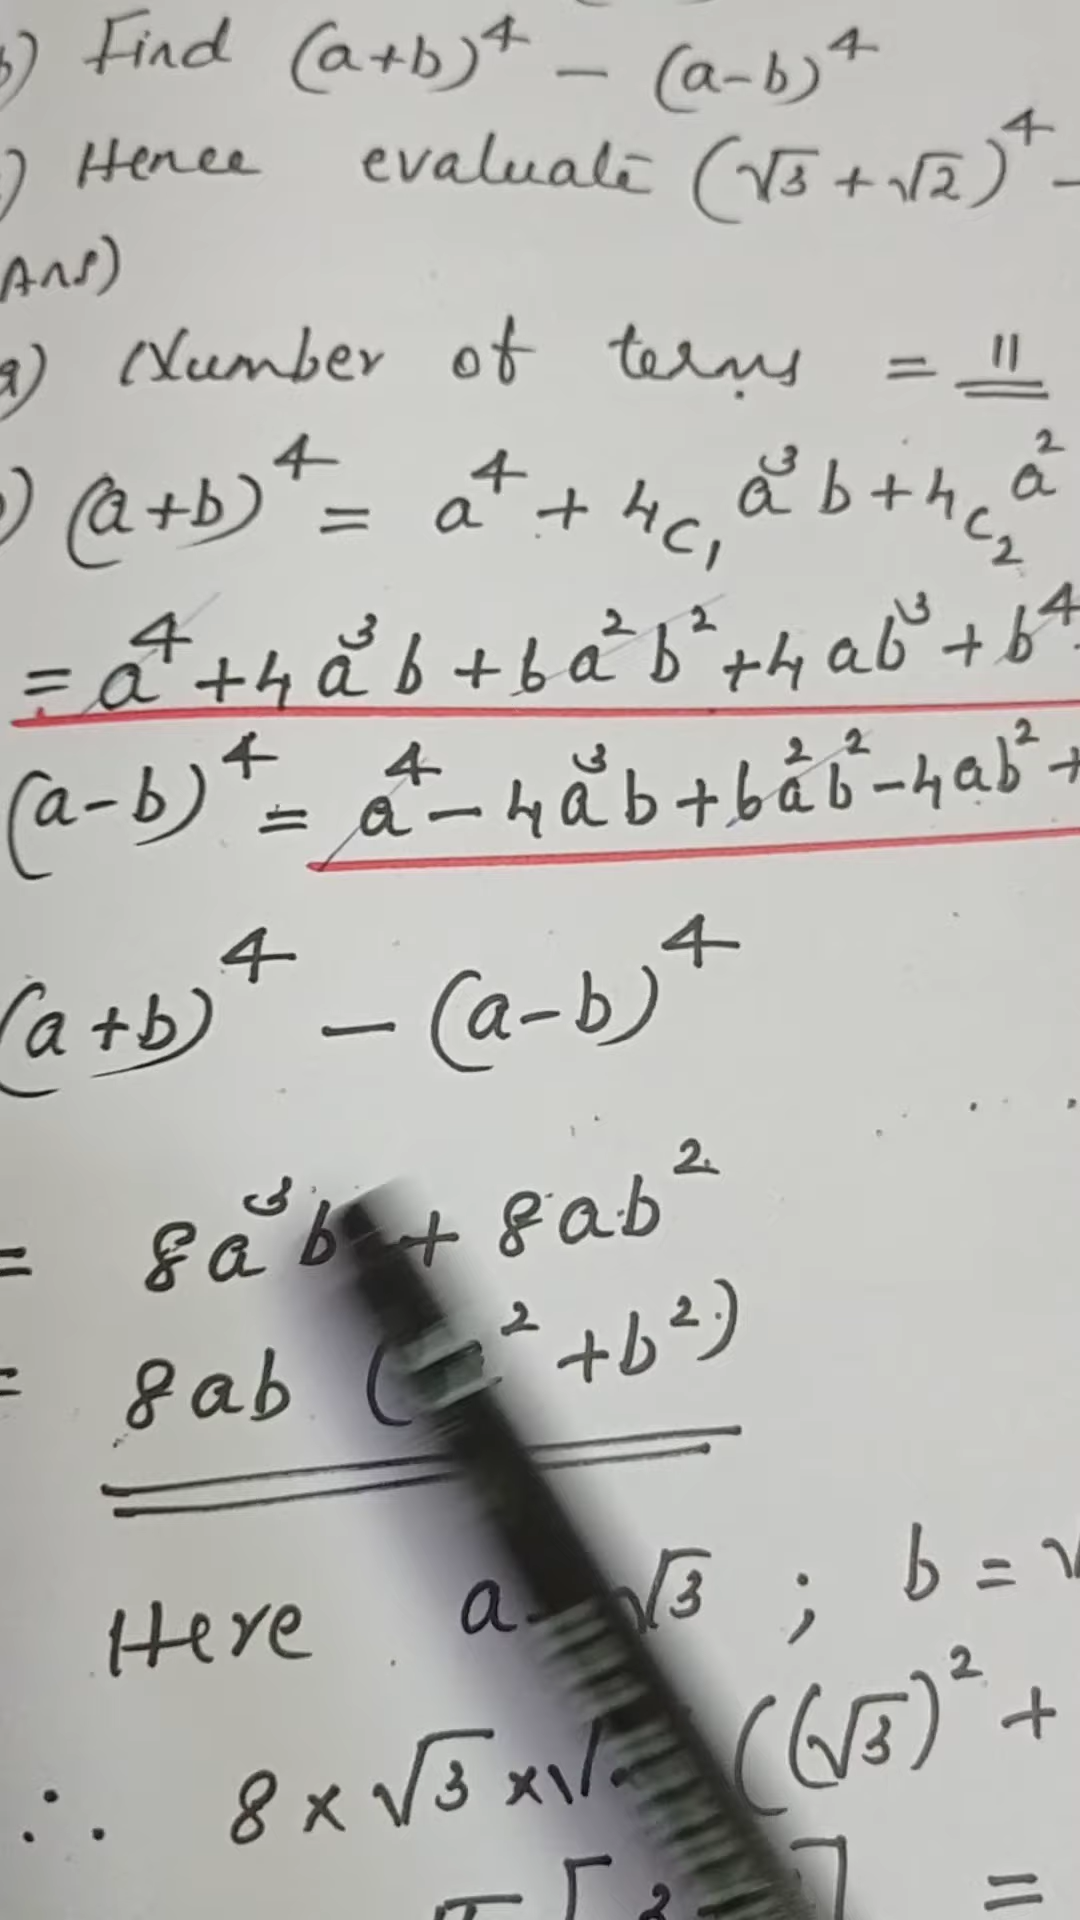 b) Find (a+b)⁴ − (a−b)⁴
) Hence evaluate (√3 + √2)⁴ −
Ans)
a) Number of terms = 11
) (a+b)⁴ = a⁴ + 4C₁ a³b + 4C₂ a²
= a⁴ + 4a³b + 6a²b² + 4ab³ + b⁴
(a−b)⁴ = a⁴ − 4a³b + 6a²b² − 4ab² +
(a+b)⁴ − (a−b)⁴
= 8a³b + 8ab²
= 8ab ( ² + b²)
Here a √3 ; b = √
∴ 8 × √3 × √ ((√3)² +
[ ] =